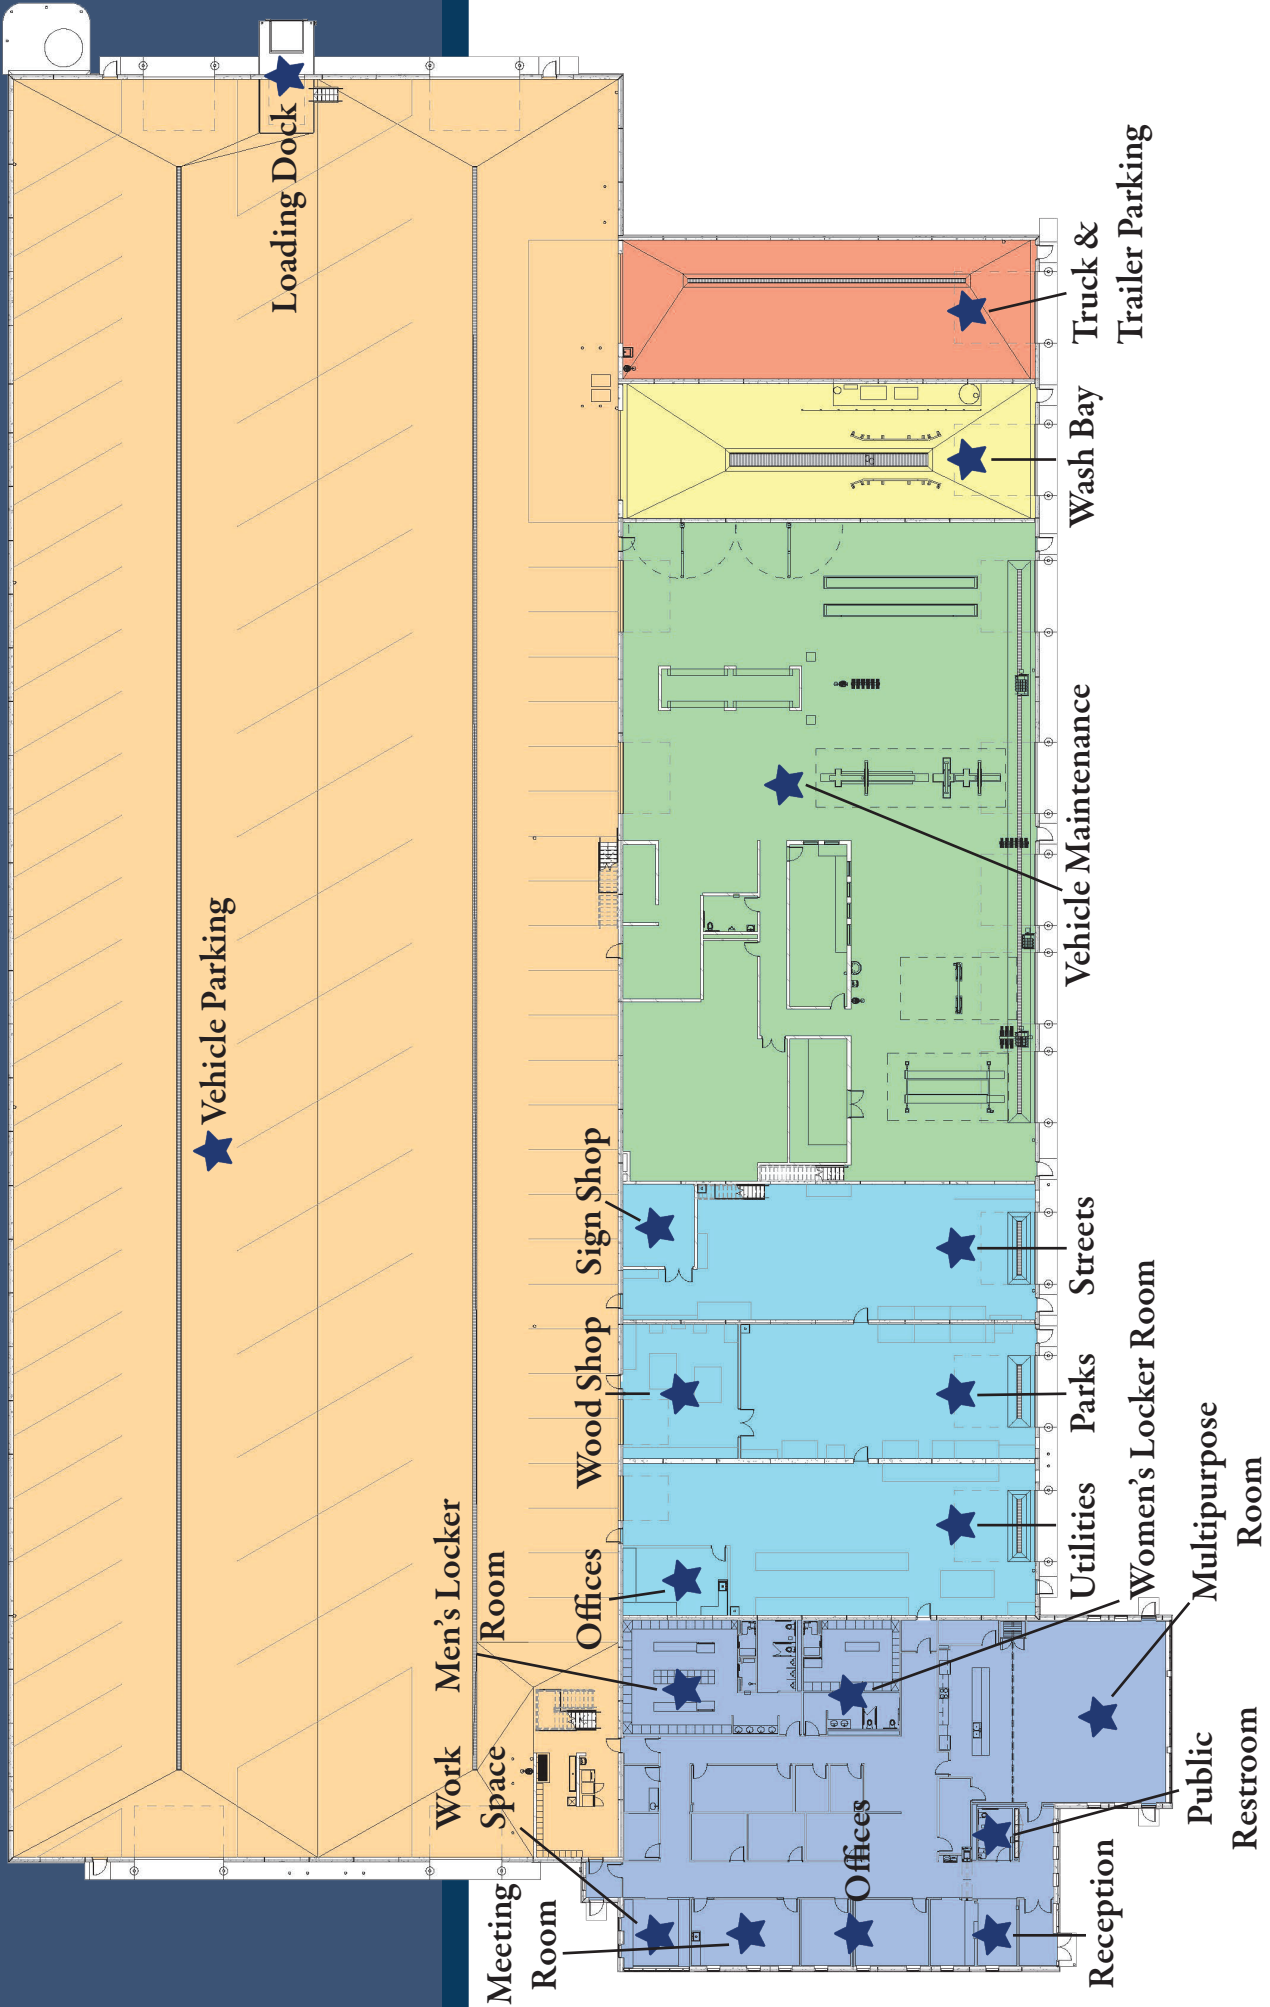 Loading Dock
Vehicle Parking
Truck &
Trailer Parking
Wash Bay
Vehicle Maintenance
Sign Shop
Streets
Wood Shop
Parks
Offices
Utilities
Men's Locker
Room
Women's Locker Room
Multipurpose
Room
Work
Space
Meeting
Room
Offices
Reception
Public
Restroom